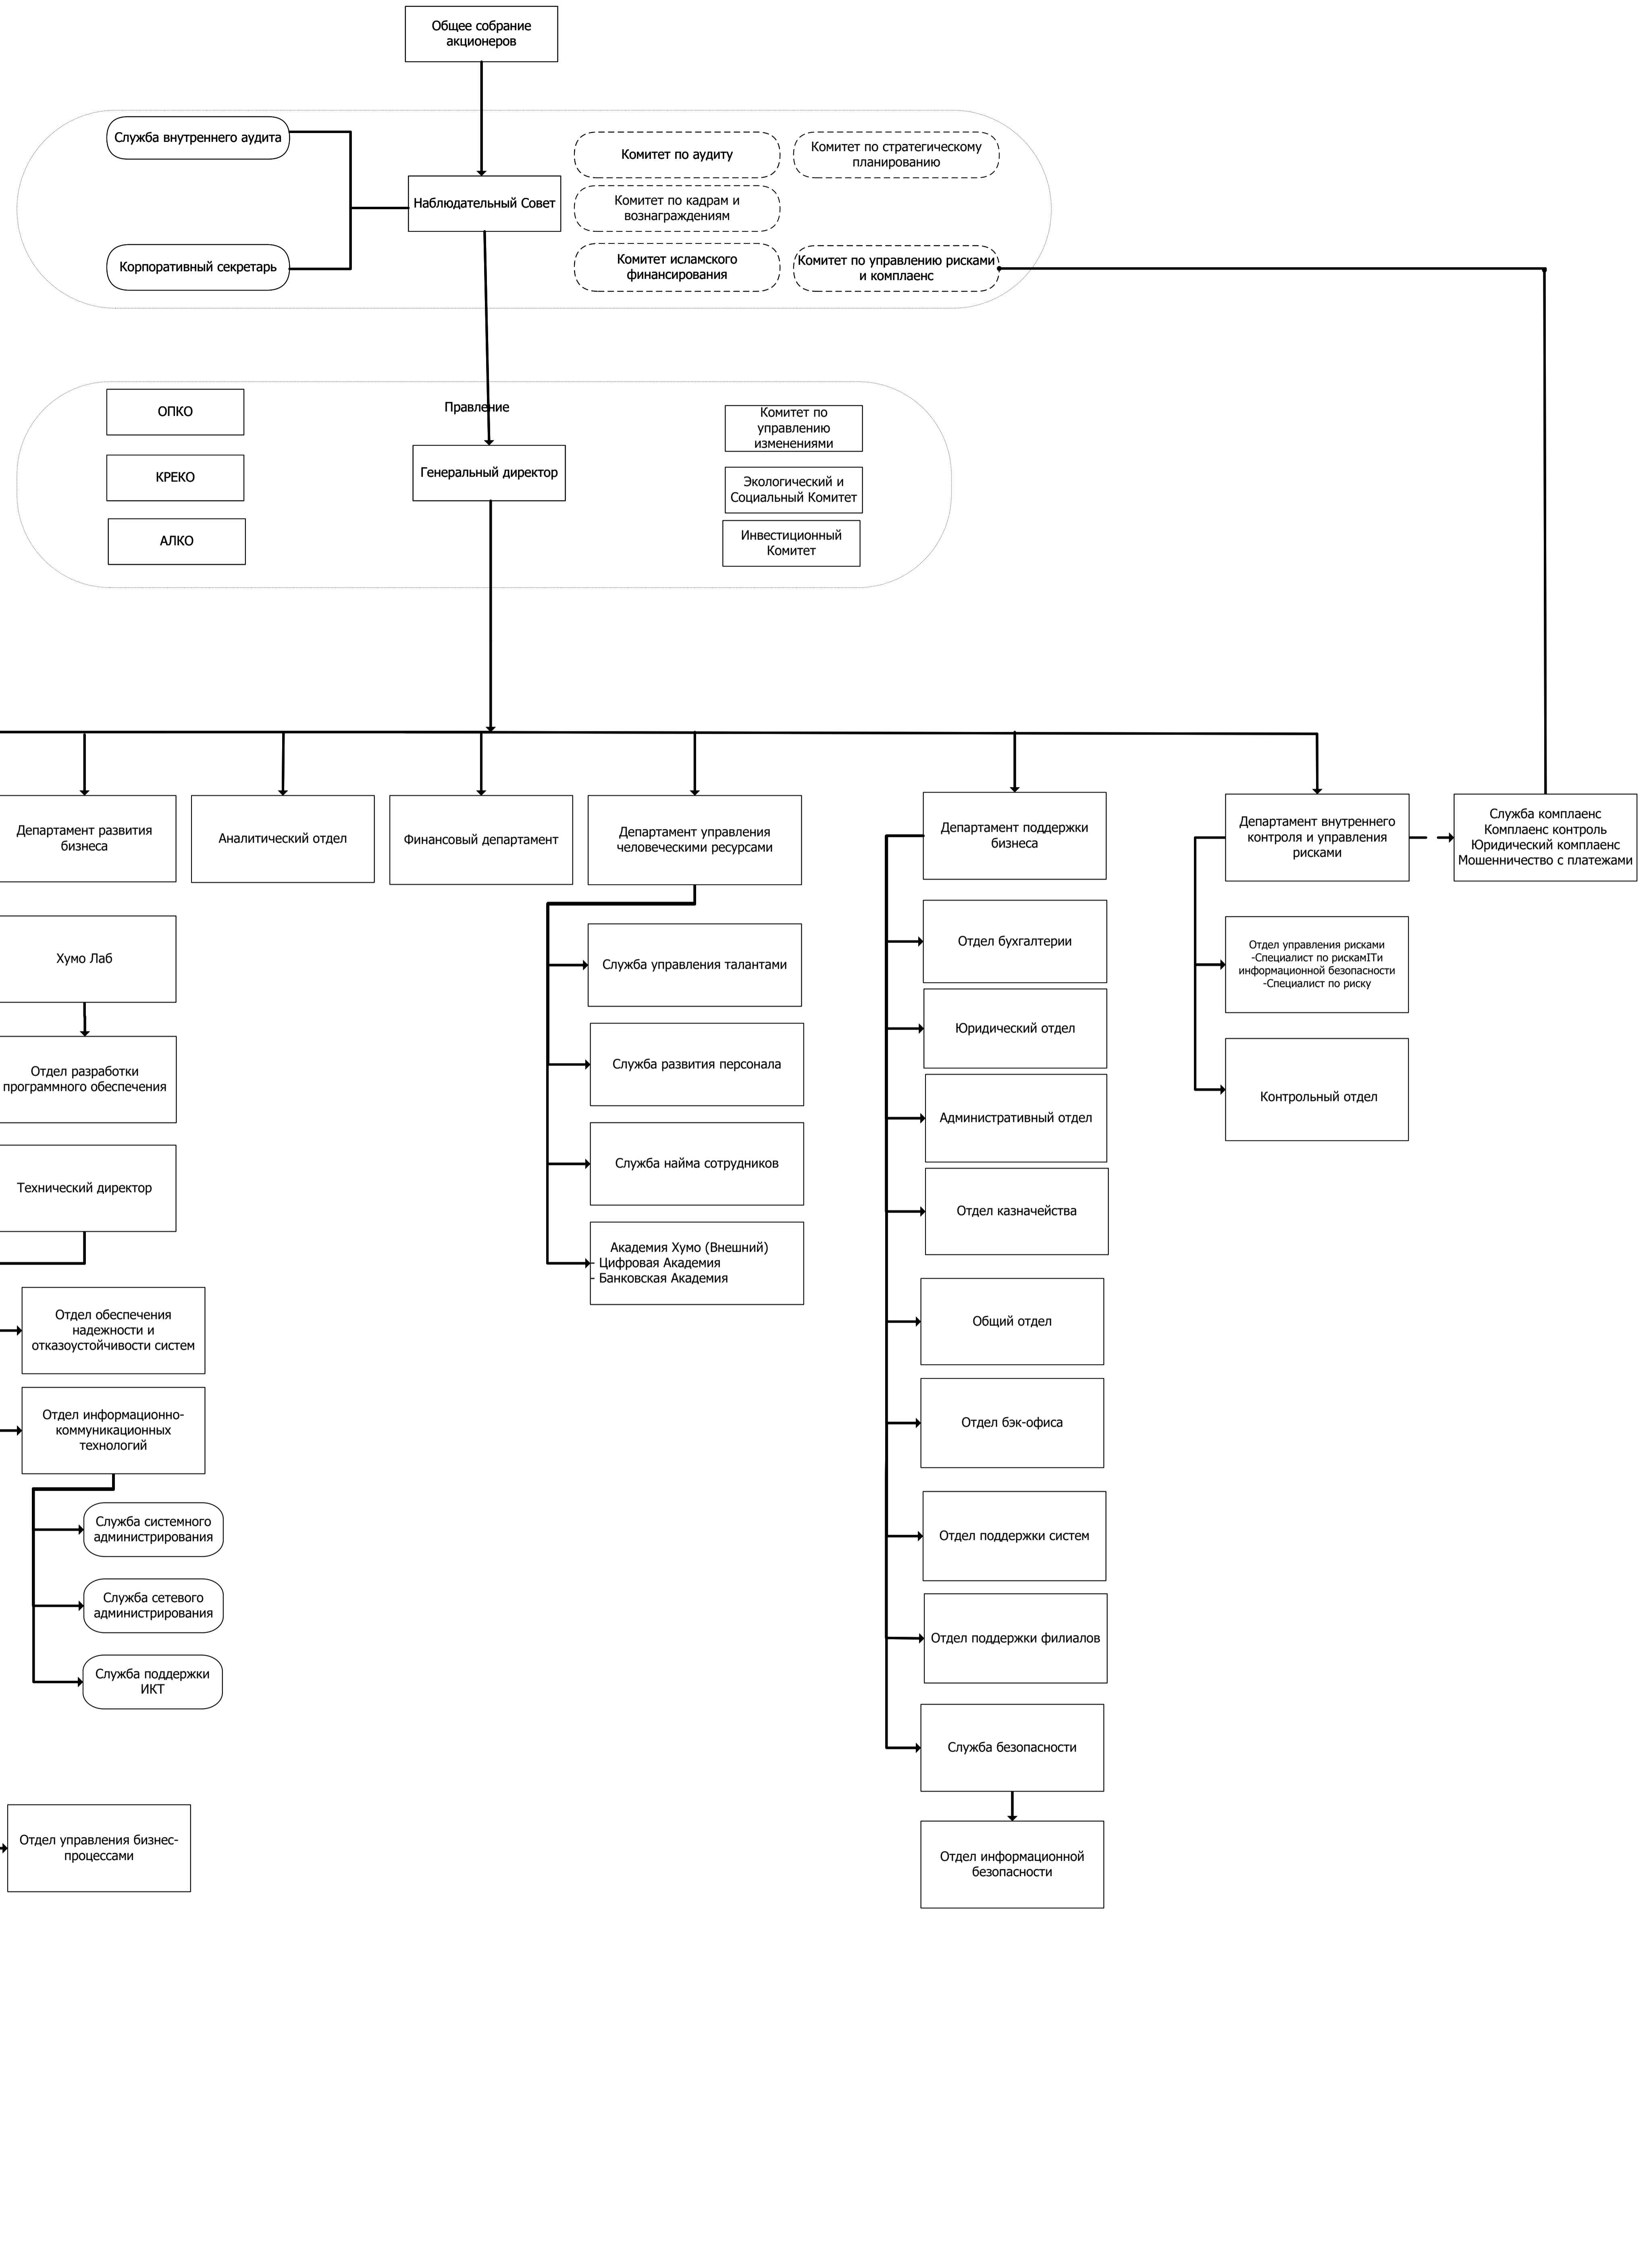 Общее собрание
акционеров
Служба внутреннего аудита
Комитет по аудиту
Комитет по стратегическому
планированию
Наблюдательный Совет
Комитет по кадрам и
вознаграждениям
Корпоративный секретарь
Комитет исламского
финансирования
Комитет по управлению рисками
и комплаенс
ОПКО
Правление
Комитет по
управлению
изменениями
КРЕКО
Генеральный директор
Экологический и
Социальный Комитет
АЛКО
Инвестиционный
Комитет
Департамент развития
бизнеса
Аналитический отдел
Финансовый департамент
Департамент управления
человеческими ресурсами
Департамент поддержки
бизнеса
Департамент внутреннего
контроля и управления
рисками
Служба комплаенс
Комплаенс контроль
Юридический комплаенс
Мошенничество с платежами
Хумо Лаб
Отдел разработки
программного обеспечения
Технический директор
Отдел обеспечения
надежности и
отказоустойчивости систем
Отдел информационно-
коммуникационных
технологий
Служба системного
администрирования
Служба сетевого
администрирования
Служба поддержки
ИКТ
Отдел управления бизнес-
процессами
Служба управления талантами
Служба развития персонала
Служба найма сотрудников
Академия Хумо (Внешний)
- Цифровая Академия
- Банковская Академия
Отдел бухгалтерии
Юридический отдел
Административный отдел
Отдел казначейства
Общий отдел
Отдел бэк-офиса
Отдел поддержки систем
Отдел поддержки филиалов
Служба безопасности
Отдел информационной
безопасности
Отдел управления рисками
-Специалист по рискамITи
информационной безопасности
-Специалист по риску
Контрольный отдел